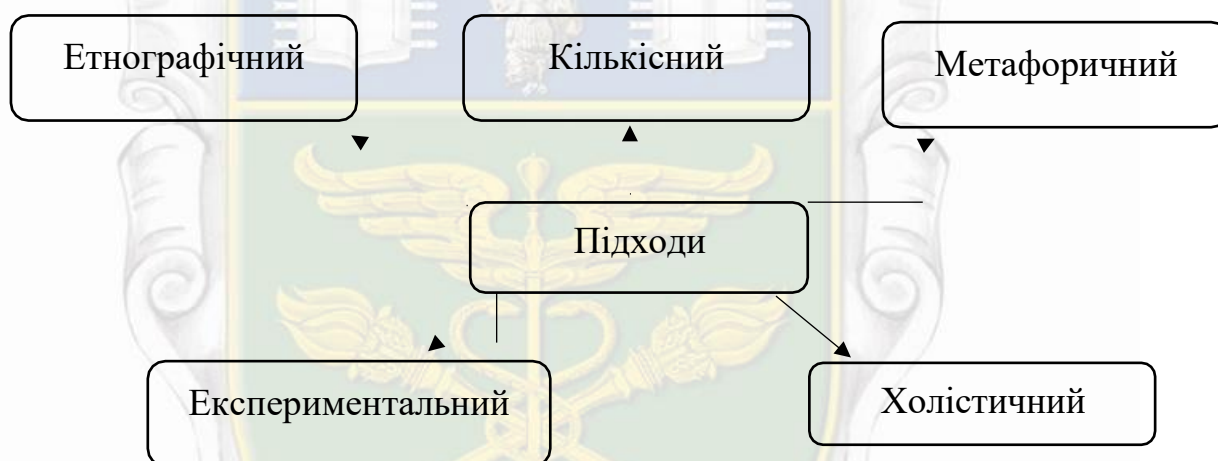 Етнографічний
Кількісний
Метафоричний
Підходи
Експериментальний
Холістичний